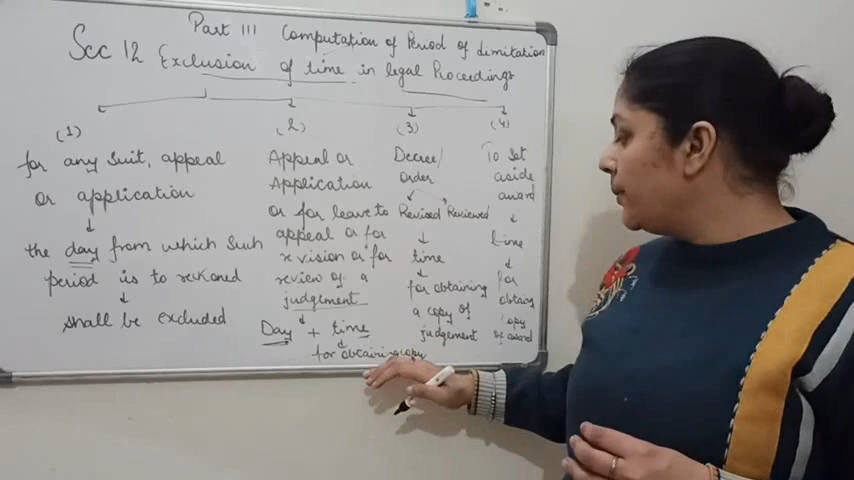 Part III Computation of Period of Limitation
Sec 12 Exclusion of time in legal Proceedings
(1)
for any suit, appeal
or application
the day from which such
period is to reckoned
shall be excluded
(2)
Appeal or
Application
or for leave to
appeal or for
revision or for
review of a
judgement
Day + time
for obtaining copy
(3)
Decree/
Order
Revised Reviewed
time
for obtaining
a copy of
judgement
(4)
To set
aside
award
time
for
obtaing
copy
of award